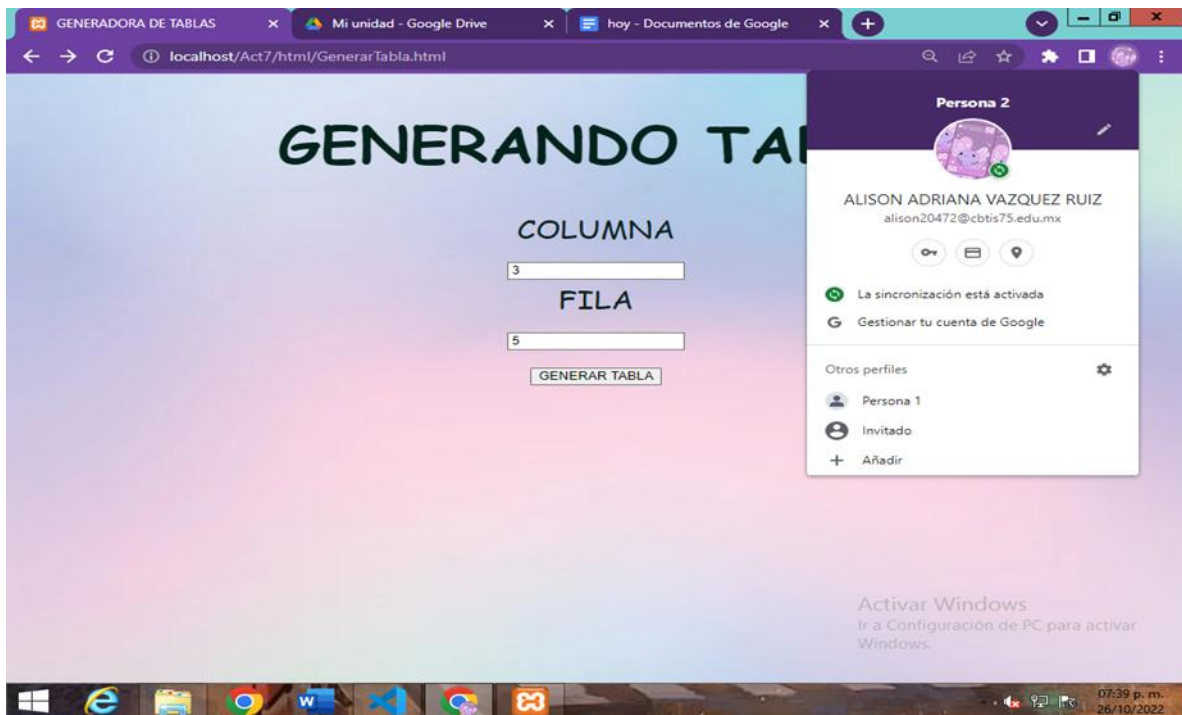 GENERADORA DE TABLAS
Mi unidad - Google Drive
hoy - Documentos de Google
localhost/Act7/html/GenerarTabla.html
GENERANDO TA
COLUMNA
3
FILA
5
GENERAR TABLA
Persona 2
ALISON ADRIANA VAZQUEZ RUIZ
alison20472@cbtis75.edu.mx
La sincronización está activada
Gestionar tu cuenta de Google
Otros perfiles
Persona 1
Invitado
Añadir
Activar Windows
Ir a Configuración de PC para activar
Windows.
07:39 p. m.
26/10/2022